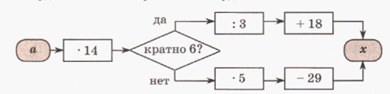 да
: 3
+ 18
a
· 14
кратно 6?
x
нет
· 5
− 29